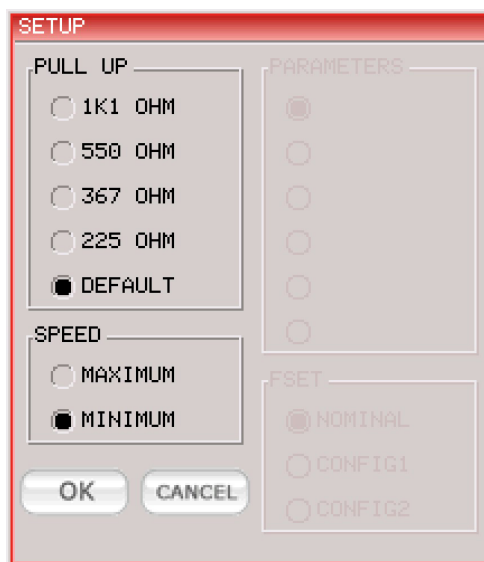 SETUP
PULL UP
1K1 OHM
550 OHM
367 OHM
225 OHM
DEFAULT
SPEED
MAXIMUM
MINIMUM
OK
CANCEL
PARAMETERS
FSET
NOMINAL
CONFIG1
CONFIG2